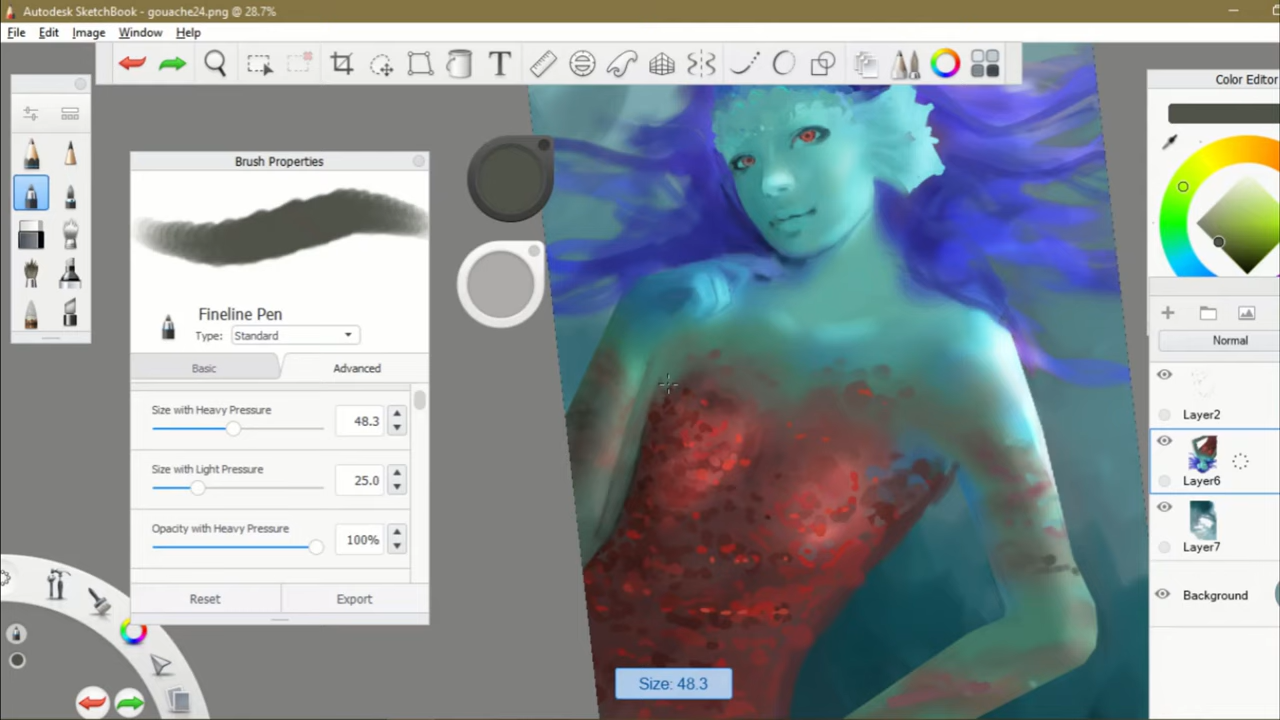 Autodesk SketchBook - gouache24.png @ 28.7%
File Edit Image Window Help
T
Color Editor
Brush Properties
Fineline Pen
Type: Standard
Basic Advanced
Size with Heavy Pressure 48.3
Size with Light Pressure 25.0
Opacity with Heavy Pressure 100%
Reset Export
Normal
Layer2
Layer6
Layer7
Background
Size: 48.3